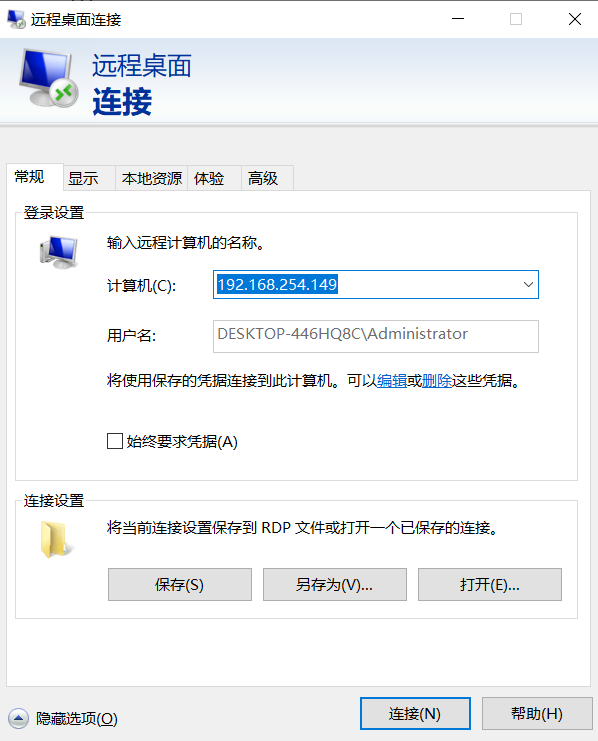 远程桌面连接
远程桌面
连接
常规 显示 本地资源 体验 高级
登录设置
输入远程计算机的名称。
计算机(C): 192.168.254.149
用户名: DESKTOP-446HQ8C\Administrator
将使用保存的凭据连接到此计算机。可以编辑或删除这些凭据。
始终要求凭据(A)
连接设置
将当前连接设置保存到 RDP 文件或打开一个已保存的连接。
保存(S) 另存为(V)... 打开(E)...
隐藏选项(O) 连接(N) 帮助(H)